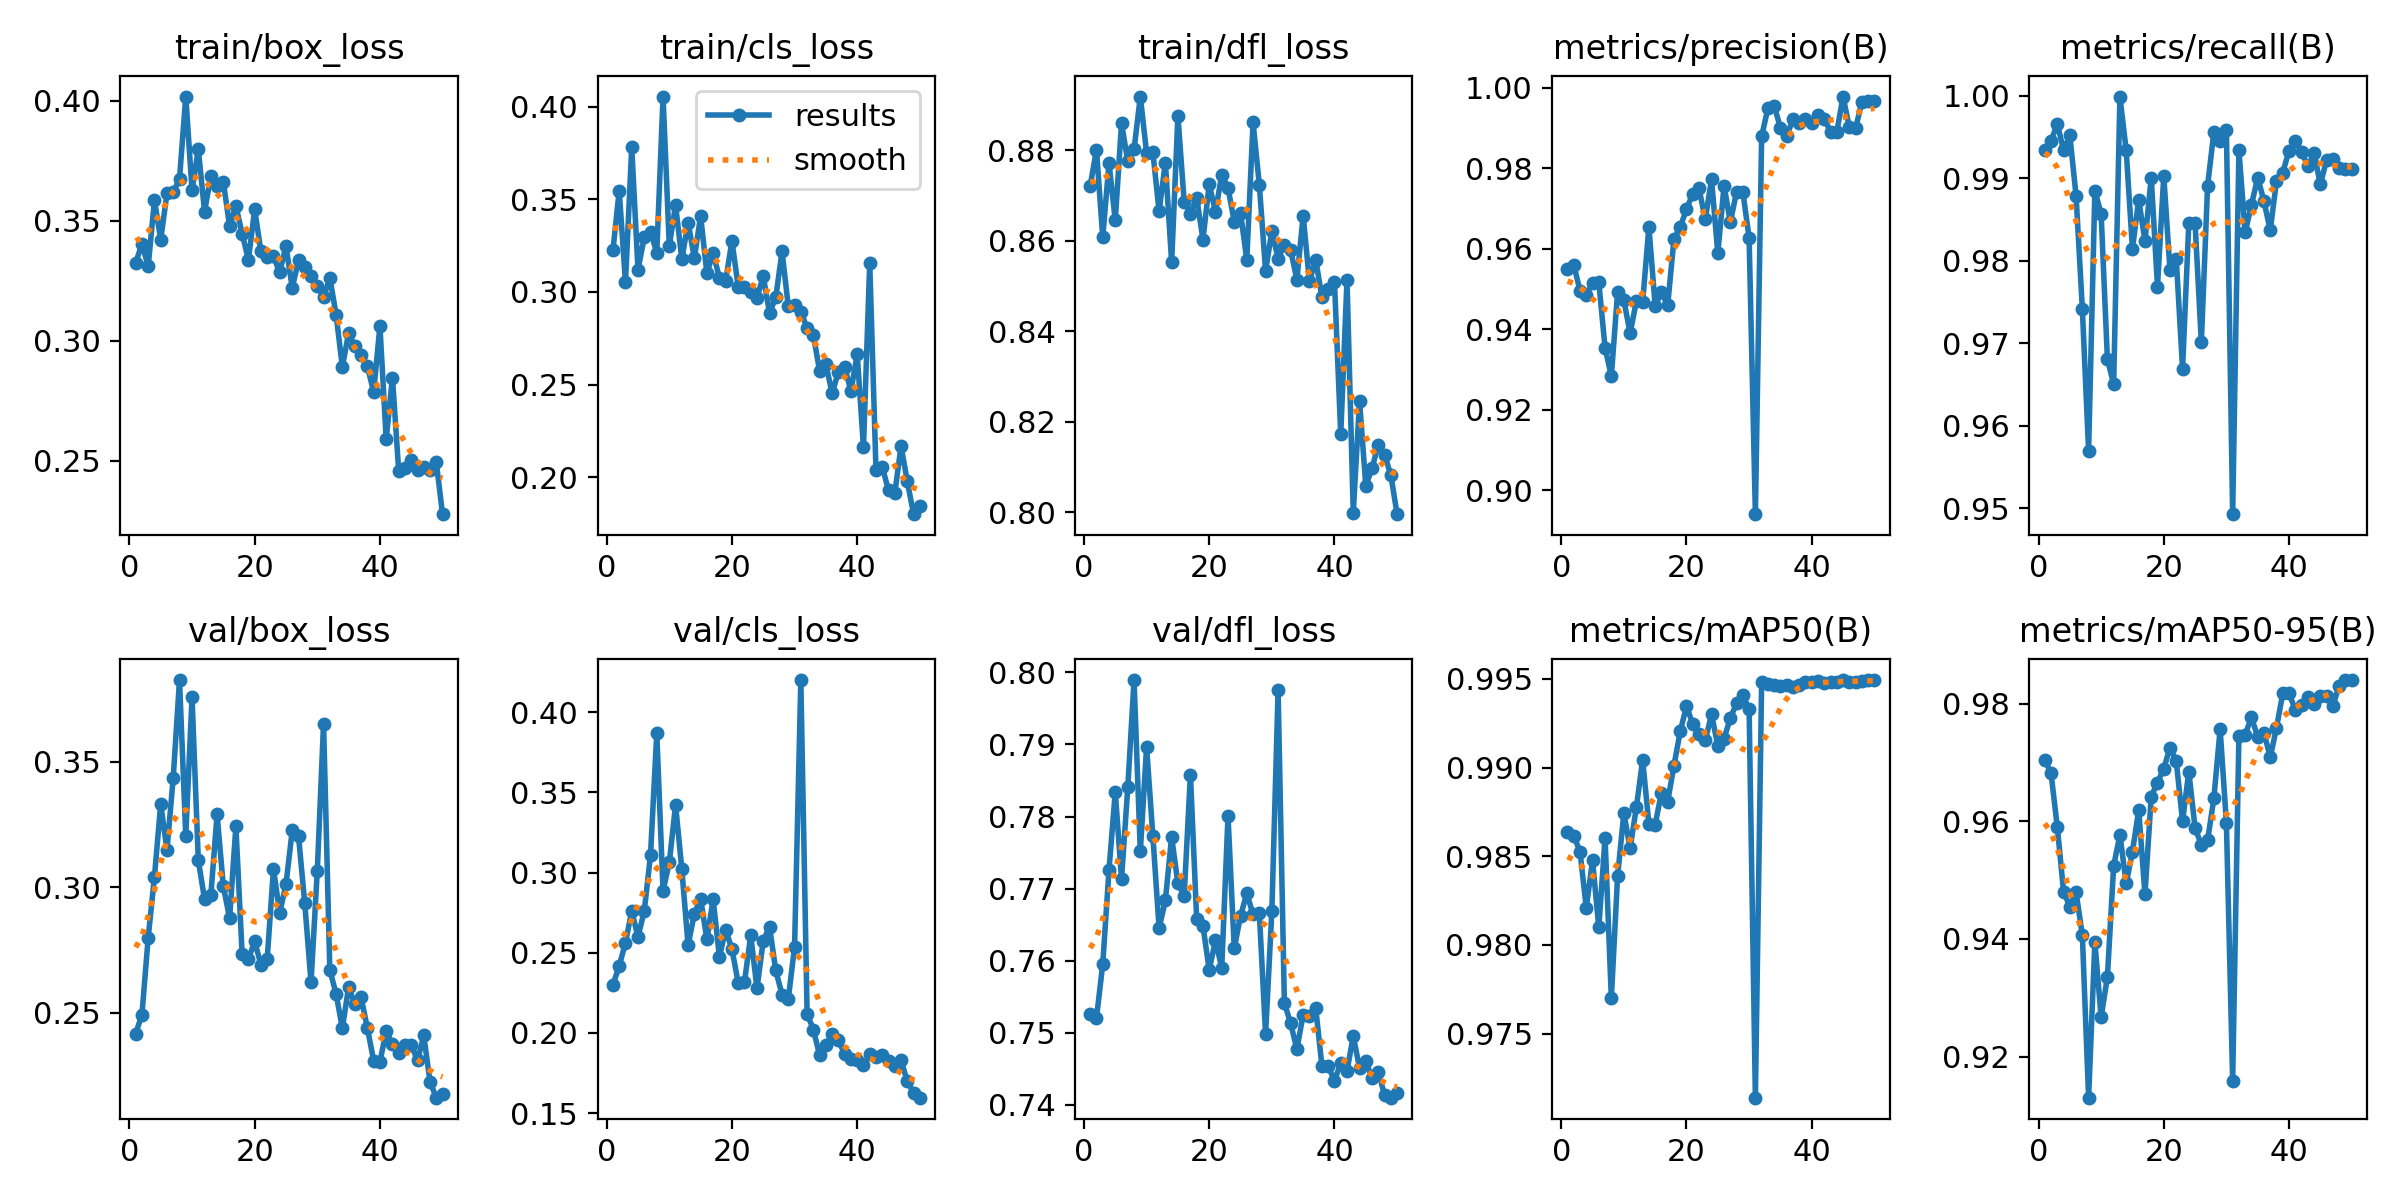 train/box_loss
train/cls_loss
train/dfl_loss
metrics/precision(B)
metrics/recall(B)
0.40
0.35
0.30
0.25
0 20 40
results
smooth
0.40
0.35
0.30
0.25
0.20
0 20 40
0.88
0.86
0.84
0.82
0.80
0 20 40
1.00
0.98
0.96
0.94
0.92
0.90
0 20 40
1.00
0.99
0.98
0.97
0.96
0.95
0 20 40
val/box_loss
val/cls_loss
val/dfl_loss
metrics/mAP50(B)
metrics/mAP50-95(B)
0.35
0.30
0.25
0 20 40
0.40
0.35
0.30
0.25
0.20
0.15
0 20 40
0.80
0.79
0.78
0.77
0.76
0.75
0.74
0 20 40
0.995
0.990
0.985
0.980
0.975
0 20 40
0.98
0.96
0.94
0.92
0 20 40